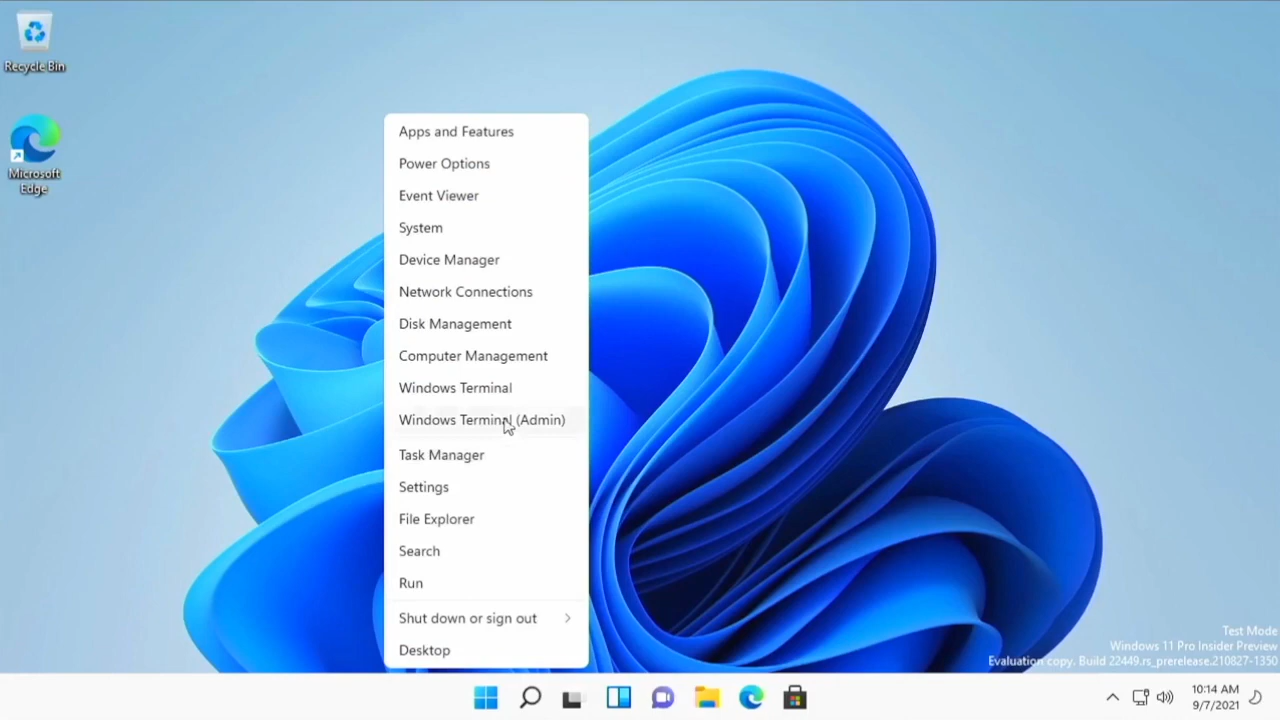 Recycle Bin
Microsoft
Edge
Apps and Features
Power Options
Event Viewer
System
Device Manager
Network Connections
Disk Management
Computer Management
Windows Terminal
Windows Terminal (Admin)
Task Manager
Settings
File Explorer
Search
Run
Shut down or sign out
Desktop
Test Mode
Windows 11 Pro Insider Preview
Evaluation copy. Build 22449.rs_prerelease.210827-1350
10:14 AM
9/7/2021